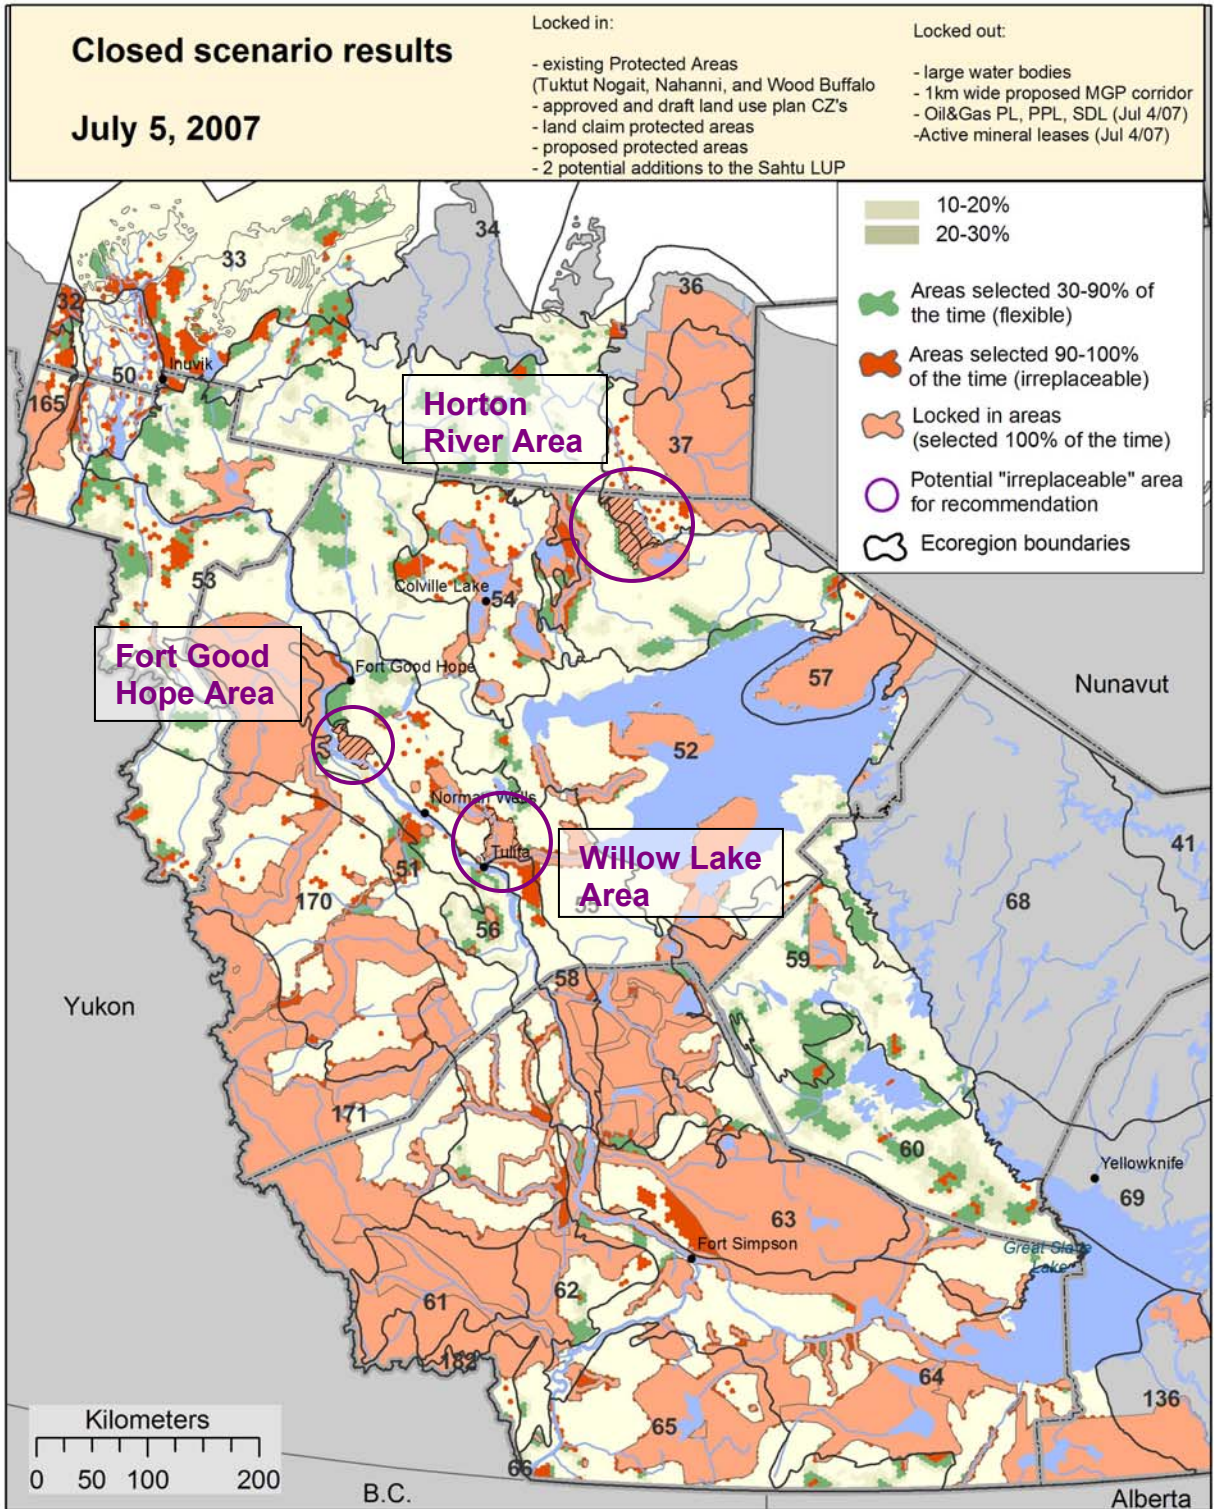 Closed scenario results
July 5, 2007
Locked in:
- existing Protected Areas
(Tuktut Nogait, Nahanni, and Wood Buffalo
- approved and draft land use plan CZ's
- land claim protected areas
- proposed protected areas
- 2 potential additions to the Sahtu LUP
Locked out:
- large water bodies
- 1km wide proposed MGP corridor
- Oil&Gas PL, PPL, SDL (Jul 4/07)
-Active mineral leases (Jul 4/07)
10-20%
20-30%
Areas selected 30-90% of
the time (flexible)
Areas selected 90-100%
of the time (irreplaceable)
Locked in areas
(selected 100% of the time)
Potential "irreplaceable" area
for recommendation
Ecoregion boundaries
34
33
36
32
Inuvik
50
165
Horton
River Area
37
53
Colville Lake
54
Fort Good
Hope Area
Fort Good Hope
57
Nunavut
52
Norman Wells
41
51
Tulita
Willow Lake
Area
170
55
68
56
59
58
Yukon
171
60
Yellowknife
69
63
Fort Simpson
Great Slave
Lake
62
61
182
64
136
65
Kilometers
0 50 100 200
66
B.C.
Alberta